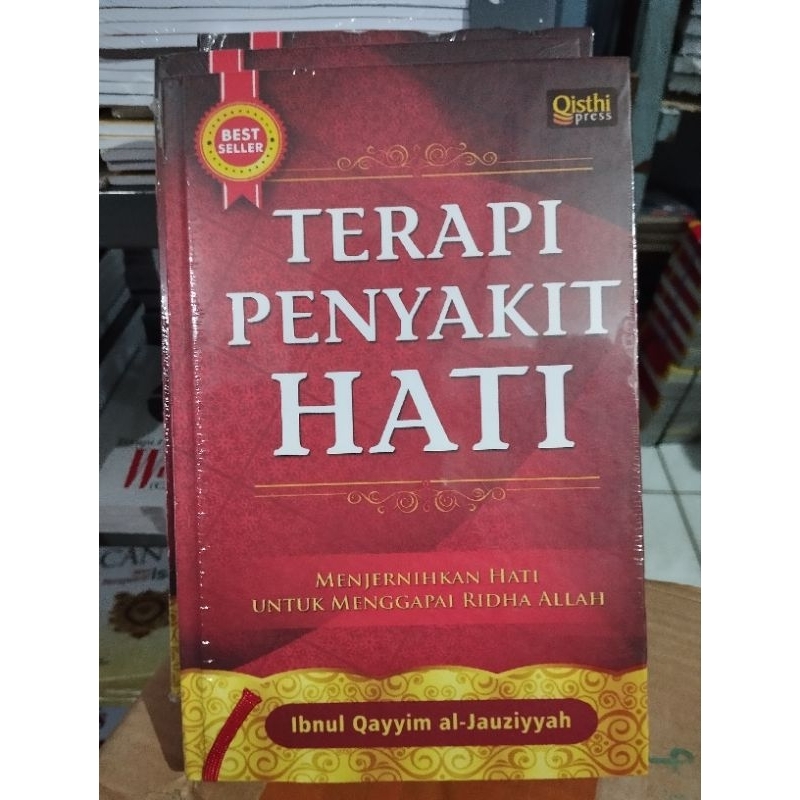 BEST
SELLER
Qisthi
press
TERAPI
PENYAKIT
HATI
MENJERNIHKAN HATI
UNTUK MENGGAPAI RIDHA ALLAH
Ibnul Qayyim al-Jauziyyah